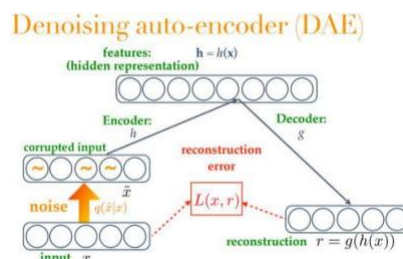 Denoising auto-encoder (DAE)
features: h = h(x)
(hidden representation)
Encoder:
h
Decoder:
g
corrupted input
reconstruction
error
~ ~ ~
x̃
noise q(x̃|x)
L(x, r)
input x
reconstruction r = g(h(x))